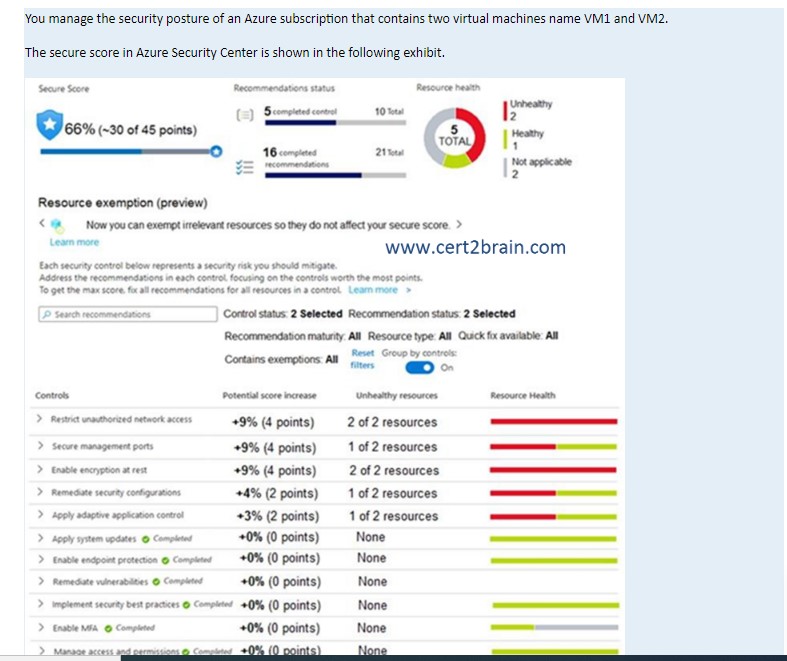 You manage the security posture of an Azure subscription that contains two virtual machines name VM1 and VM2.
The secure score in Azure Security Center is shown in the following exhibit.
Secure Score
66% (~30 of 45 points)
Recommendations status
5 completed control 10 Total
16 completed recommendations 21 Total
Resource health
5 TOTAL
Unhealthy
2
Healthy
1
Not applicable
2
Resource exemption (preview)
< Now you can exempt irrelevant resources so they do not affect your secure score. >
Learn more
www.cert2brain.com
Each security control below represents a security risk you should mitigate.
Address the recommendations in each control, focusing on the controls worth the most points.
To get the max score, fix all recommendations for all resources in a control. Learn more >
Search recommendations
Control status: 2 Selected Recommendation status: 2 Selected
Recommendation maturity: All Resource type: All Quick fix available: All
Contains exemptions: All Reset filters Group by controls: On
Controls Potential score increase Unhealthy resources Resource Health
> Restrict unauthorized network access +9% (4 points) 2 of 2 resources
> Secure management ports +9% (4 points) 1 of 2 resources
> Enable encryption at rest +9% (4 points) 2 of 2 resources
> Remediate security configurations +4% (2 points) 1 of 2 resources
> Apply adaptive application control +3% (2 points) 1 of 2 resources
> Apply system updates Completed +0% (0 points) None
> Enable endpoint protection Completed +0% (0 points) None
> Remediate vulnerabilities Completed +0% (0 points) None
> Implement security best practices Completed +0% (0 points) None
> Enable MFA Completed +0% (0 points) None
> Manage access and permissions Completed +0% (0 points) None